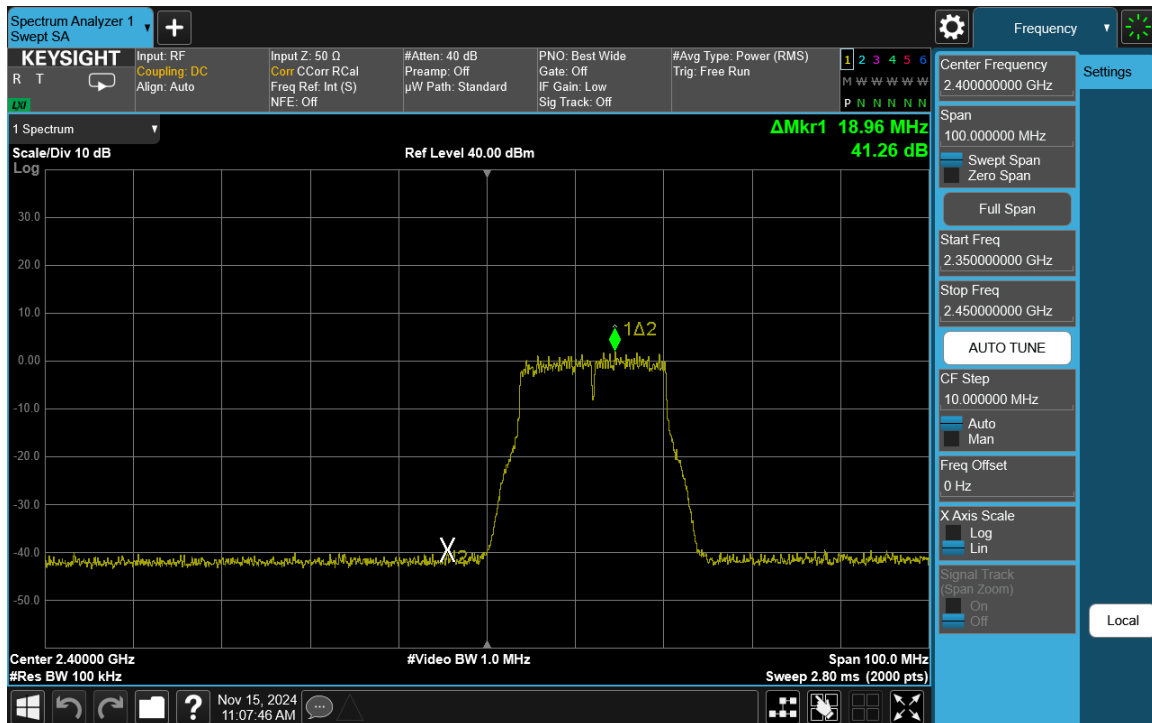 Spectrum Analyzer 1
Swept SA
+
Frequency
KEYSIGHT
R T
LXI
Input: RF
Coupling: DC
Align: Auto
Input Z: 50 Ω
Corr CCorr RCal
Freq Ref: Int (S)
NFE: Off
#Atten: 40 dB
Preamp: Off
µW Path: Standard
PNO: Best Wide
Gate: Off
IF Gain: Low
Sig Track: Off
#Avg Type: Power (RMS)
Trig: Free Run
1 2 3 4 5 6
M W W W W W
P N N N N N
1 Spectrum
Scale/Div 10 dB
Log
Ref Level 40.00 dBm
ΔMkr1 18.96 MHz
41.26 dB
30.0
20.0
10.0
0.00
-10.0
-20.0
-30.0
-40.0
-50.0
1Δ2
X2
Center 2.40000 GHz
#Res BW 100 kHz
#Video BW 1.0 MHz
Span 100.0 MHz
Sweep 2.80 ms (2000 pts)
Center Frequency
2.400000000 GHz
Settings
Span
100.000000 MHz
Swept Span
Zero Span
Full Span
Start Freq
2.350000000 GHz
Stop Freq
2.450000000 GHz
AUTO TUNE
CF Step
10.000000 MHz
Auto
Man
Freq Offset
0 Hz
X Axis Scale
Log
Lin
Signal Track
(Span Zoom)
On
Off
Local
?
Nov 15, 2024
11:07:46 AM